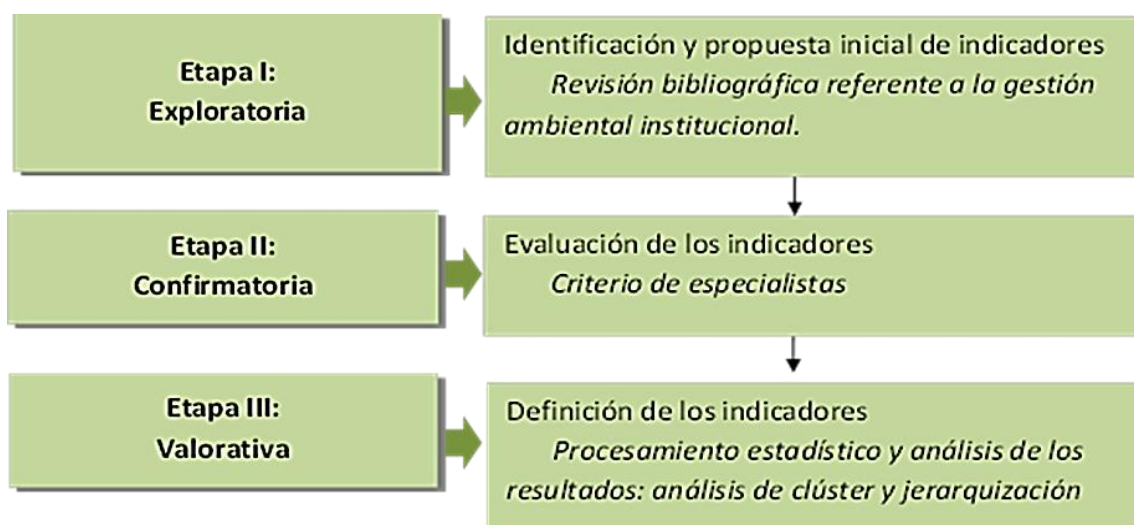 Etapa I:
Exploratoria
Identificación y propuesta inicial de indicadores
Revisión bibliográfica referente a la gestión
ambiental institucional.
Etapa II:
Confirmatoria
Evaluación de los indicadores
Criterio de especialistas
Etapa III:
Valorativa
Definición de los indicadores
Procesamiento estadístico y análisis de los
resultados: análisis de clúster y jerarquización